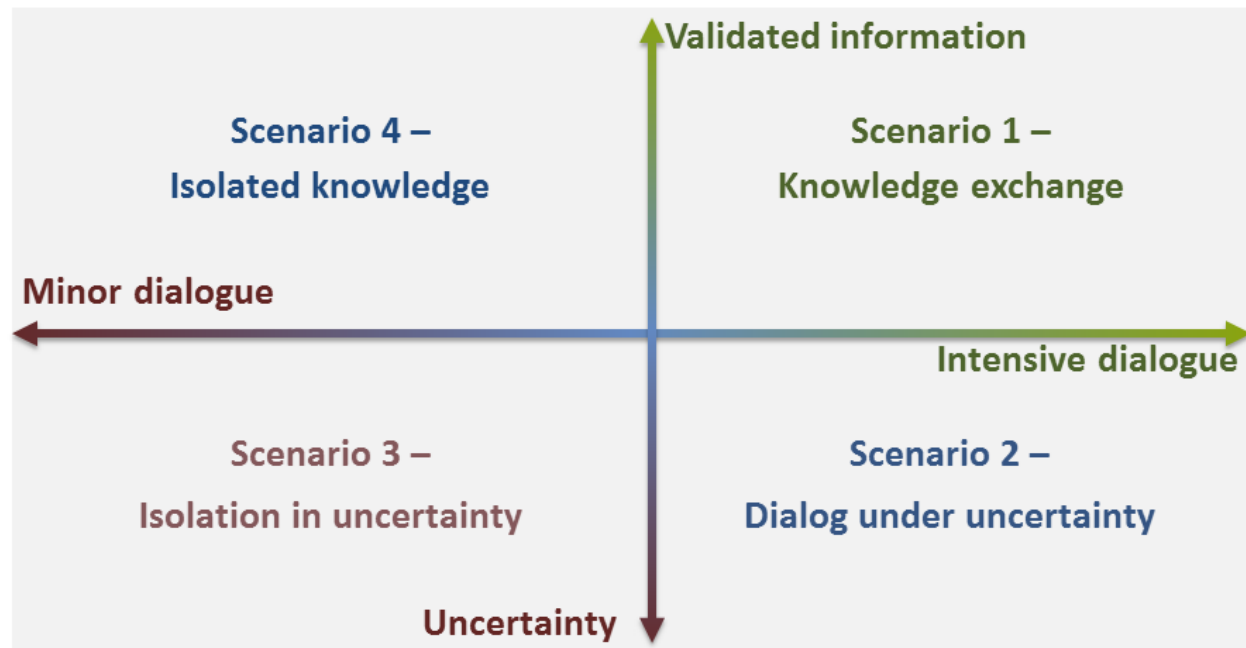 Validated information
Scenario 4 –
Isolated knowledge
Scenario 1 –
Knowledge exchange
Minor dialogue
Intensive dialogue
Scenario 3 –
Isolation in uncertainty
Scenario 2 –
Dialog under uncertainty
Uncertainty